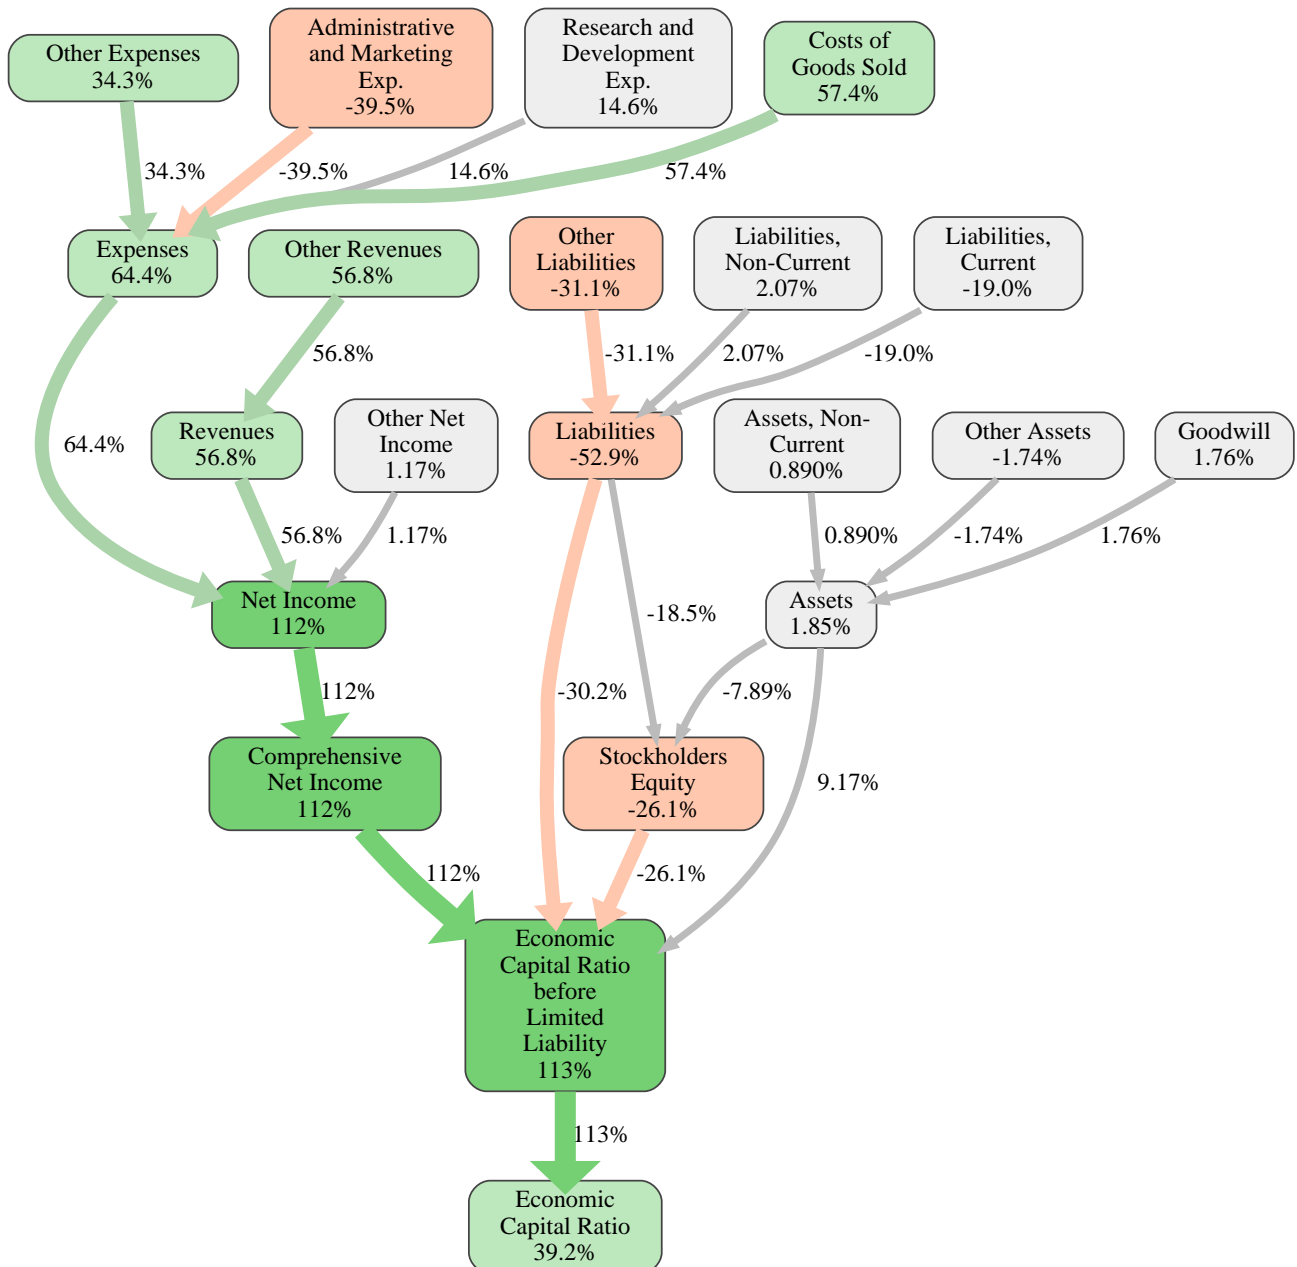 Other Expenses
34.3%
Administrative
and Marketing
Exp.
-39.5%
Research and
Development
Exp.
14.6%
Costs of
Goods Sold
57.4%
34.3%
-39.5%
14.6%
57.4%
Expenses
64.4%
Other Revenues
56.8%
Other
Liabilities
-31.1%
Liabilities,
Non-Current
2.07%
Liabilities,
Current
-19.0%
56.8%
-31.1%
2.07%
-19.0%
64.4%
Revenues
56.8%
Other Net
Income
1.17%
Liabilities
-52.9%
Assets, Non-
Current
0.890%
Other Assets
-1.74%
Goodwill
1.76%
56.8%
1.17%
0.890%
-1.74%
1.76%
Net Income
112%
-18.5%
Assets
1.85%
112%
-30.2%
-7.89%
Comprehensive
Net Income
112%
Stockholders
Equity
-26.1%
9.17%
112%
-26.1%
Economic
Capital Ratio
before
Limited
Liability
113%
113%
Economic
Capital Ratio
39.2%